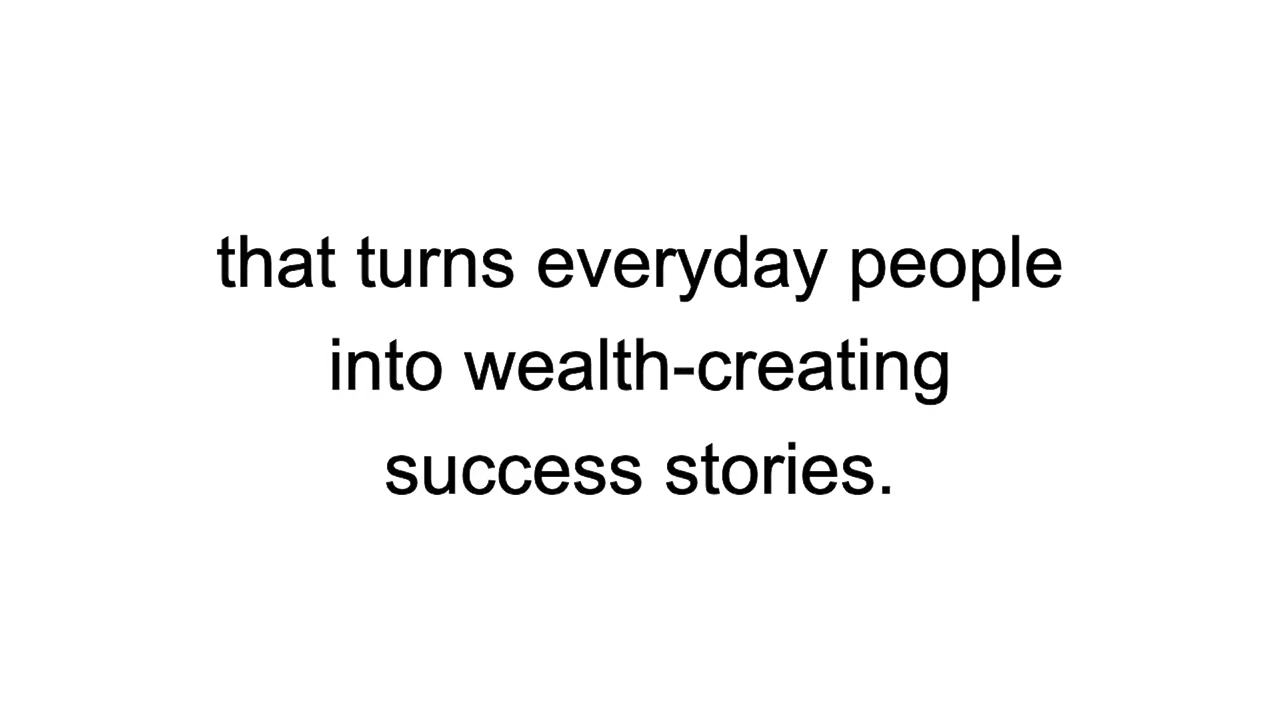 that turns everyday people
into wealth-creating
success stories.